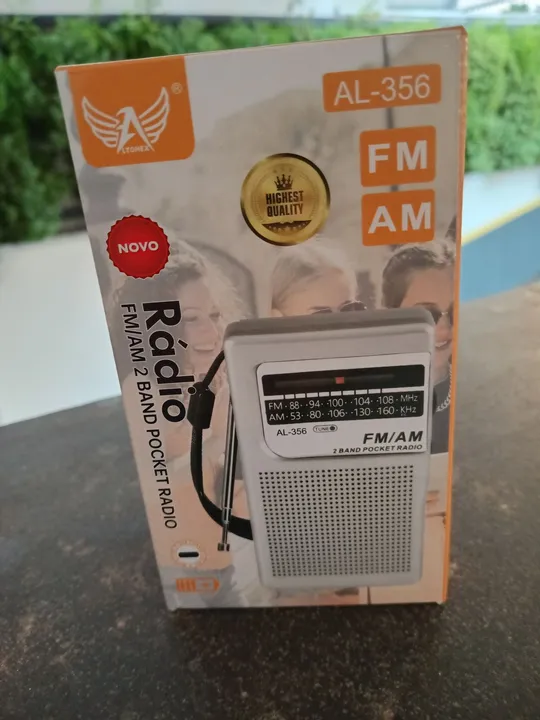 ALTOMEX
®
AL-356
FM
AM
HIGHEST
QUALITY
NOVO
Rádio
FM/AM 2 BAND POCKET RADIO
FM · 88 · 94 · 100 · 104 · 108 · MHz
AM · 53 · 80 · 106 · 130 · 160 · KHz
AL-356
TUNE
FM/AM
2 BAND POCKET RADIO